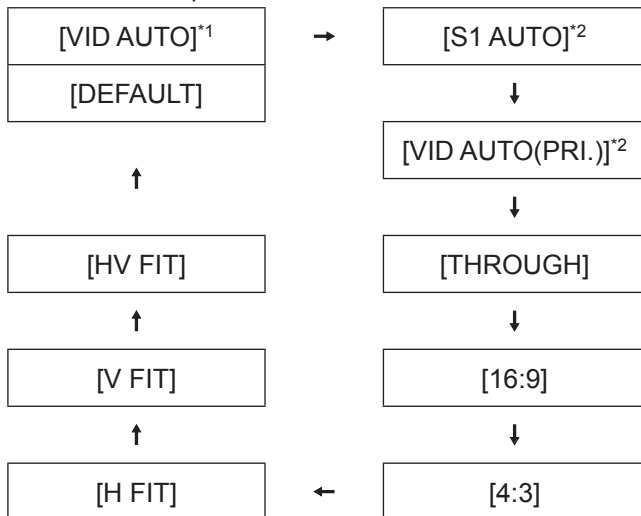 [VID AUTO]*1 → [S1 AUTO]*2
[DEFAULT] ↓
[VID AUTO(PRI.)]*2
↑ ↓
[HV FIT] [THROUGH]
↑ ↓
[V FIT] [16:9]
↑ ↓
[H FIT] ← [4:3]